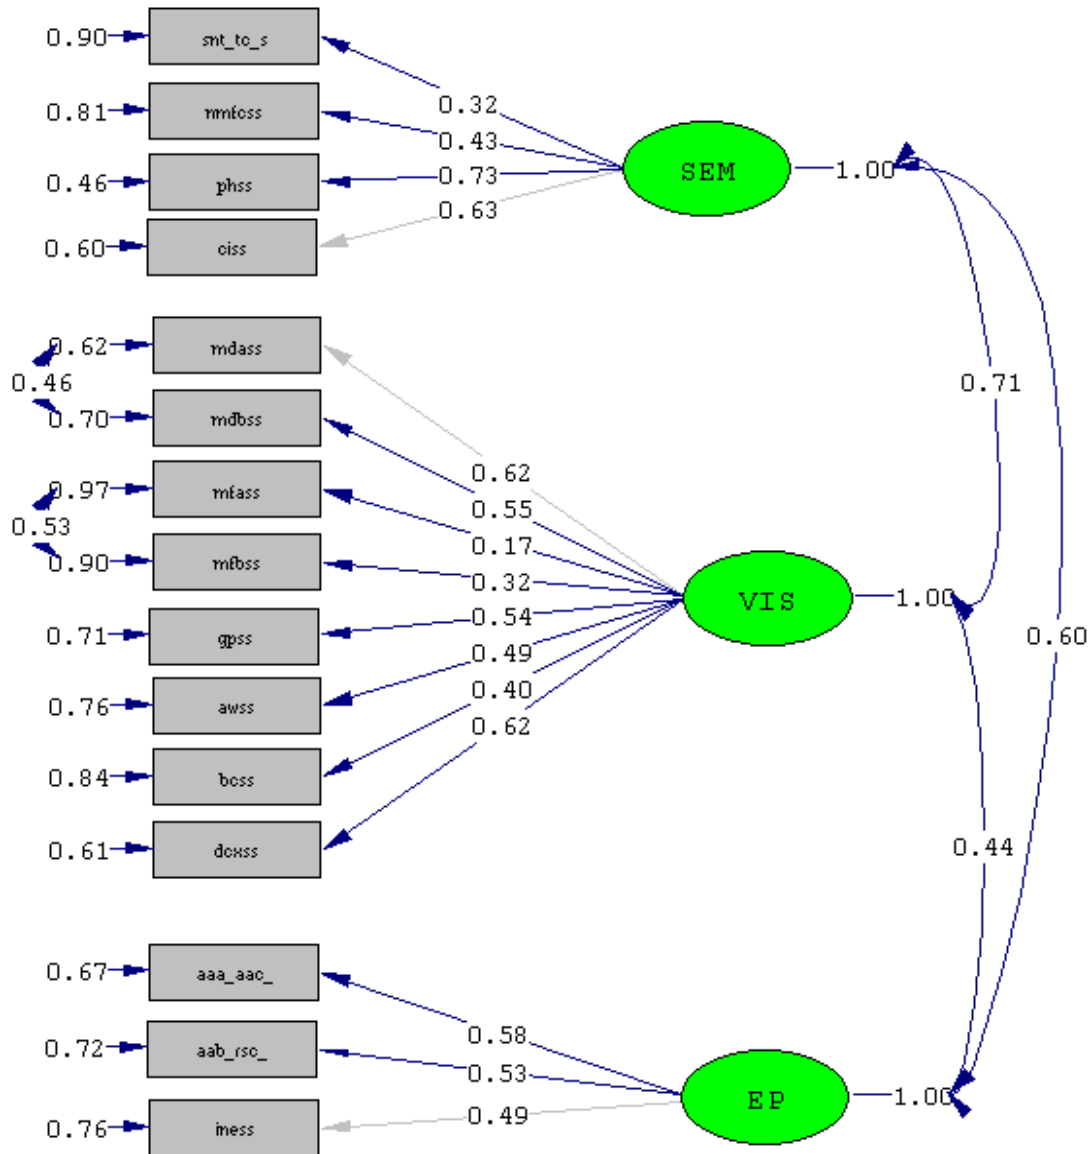 0.90 snt_tc_s
0.32
0.81 nmfcss
0.43
SEM 1.00
0.46 phss
0.73
0.63
0.60 ciss
0.62 mdass
0.46
0.71
0.70 mdbss
0.62
0.97 mfass
0.55
0.53
0.17
0.90 mfbss
0.32
VIS 1.00
0.54
0.60
0.71 gpss
0.49
0.40
0.76 awss
0.62
0.84 bcss
0.61 dcxss
0.44
0.67 aaa_aac_
0.58
0.72 aab_rsc_
0.53
EP 1.00
0.49
0.76 iness